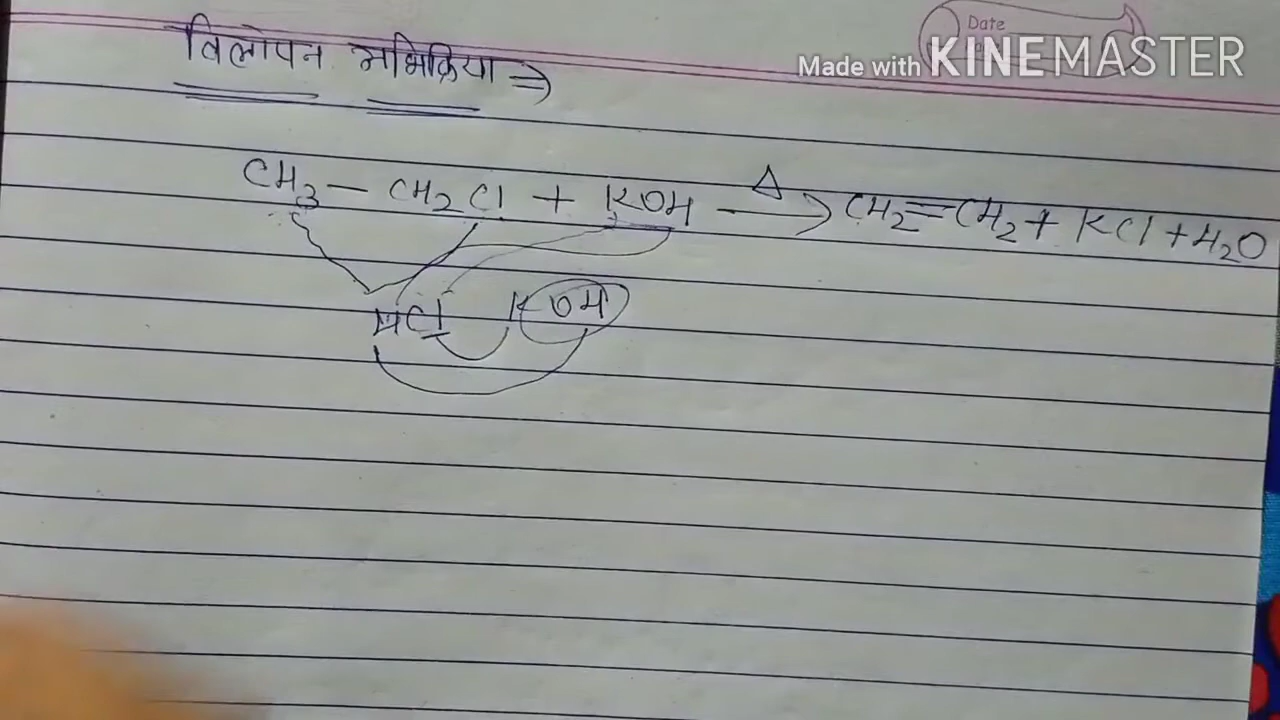 Date
Made with KINEMASTER
विलोपन अभिक्रिया ⇒
CH₃ — CH₂Cl + KOH —Δ→ CH₂=CH₂ + KCl + H₂O
HCl KOH